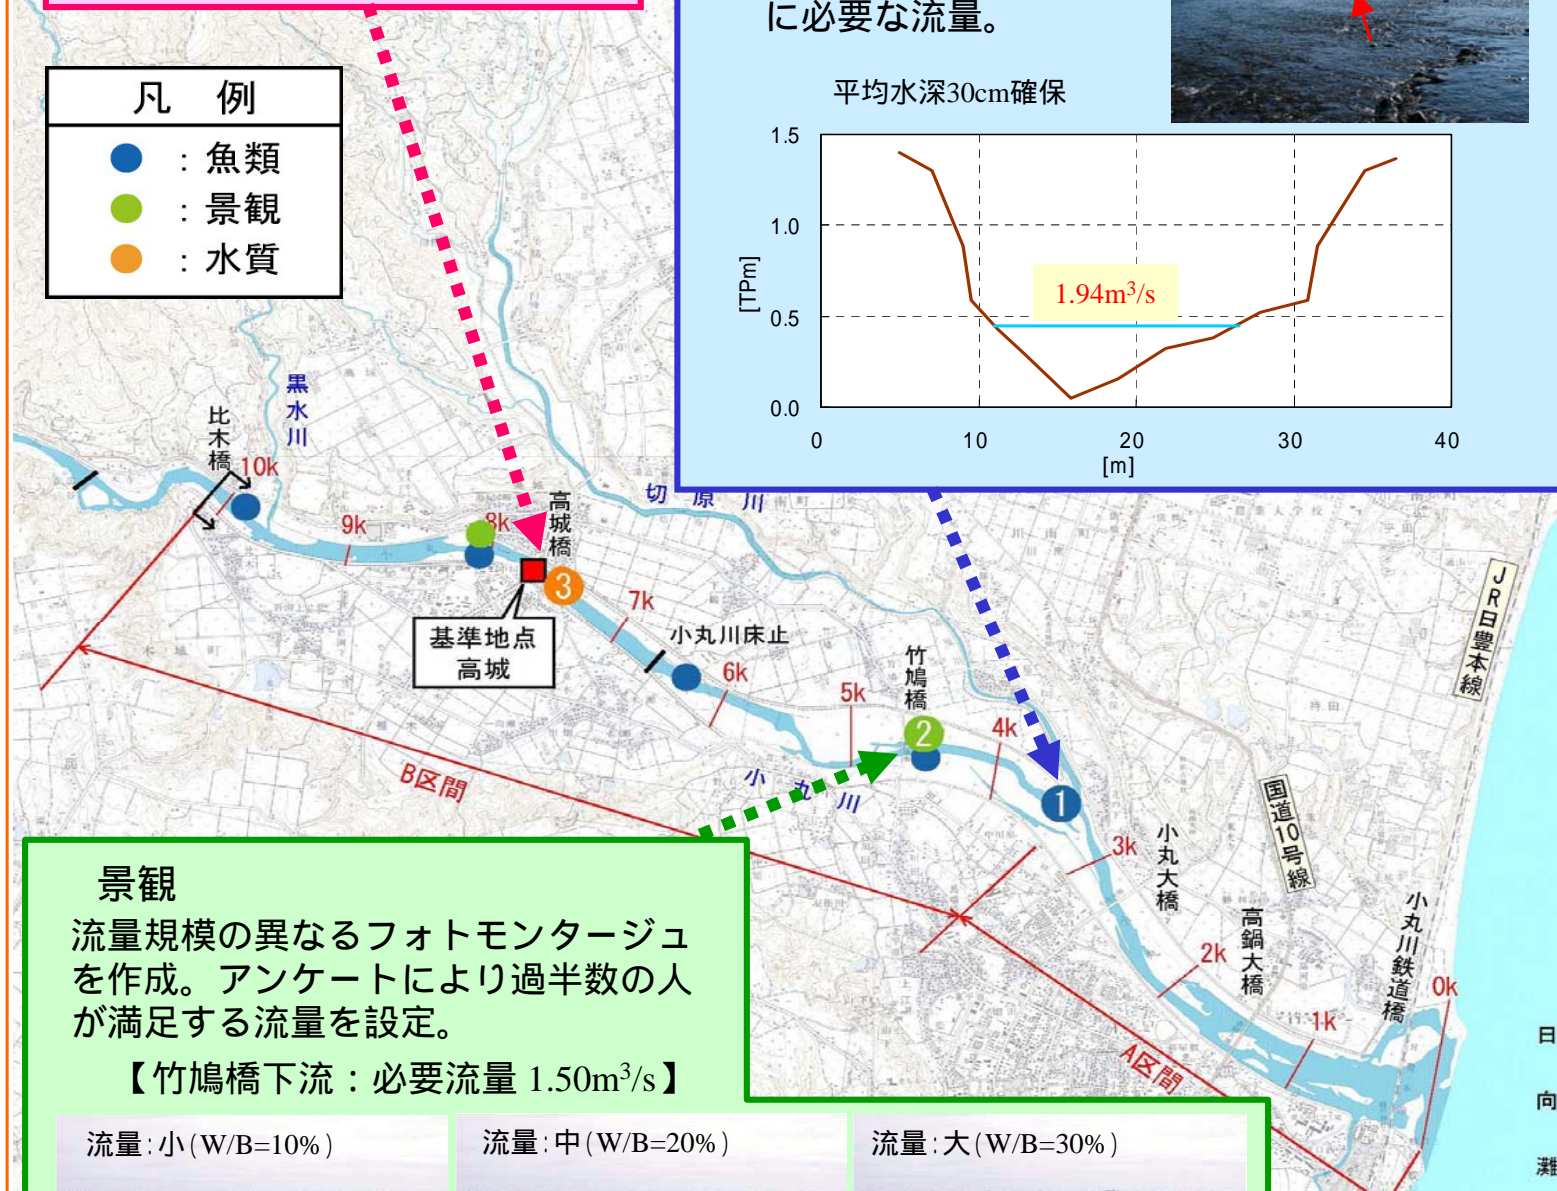 に必要な流量。
平均水深30cm確保
1.5
1.0
0.5
0.0
[TPm]
1.94m³/s
0 10 20 30 40
[m]
凡 例
：魚類
：景観
：水質
黒水川
比木橋
10k
9k
8k
高城橋
切原川
3
基準地点
高城
7k
小丸川床止
6k
5k
竹鳩橋
2
4k
1
小丸川
B区間
3k
小丸大橋
国道10号線
JR日豊本線
高鍋大橋
2k
小丸川鉄道橋
1k
0k
A区間
日向灘
景観
流量規模の異なるフォトモンタージュ
を作成。アンケートにより過半数の人
が満足する流量を設定。
【竹鳩橋下流：必要流量 1.50m³/s】
流量:小(W/B=10%)
流量:中(W/B=20%)
流量:大(W/B=30%)